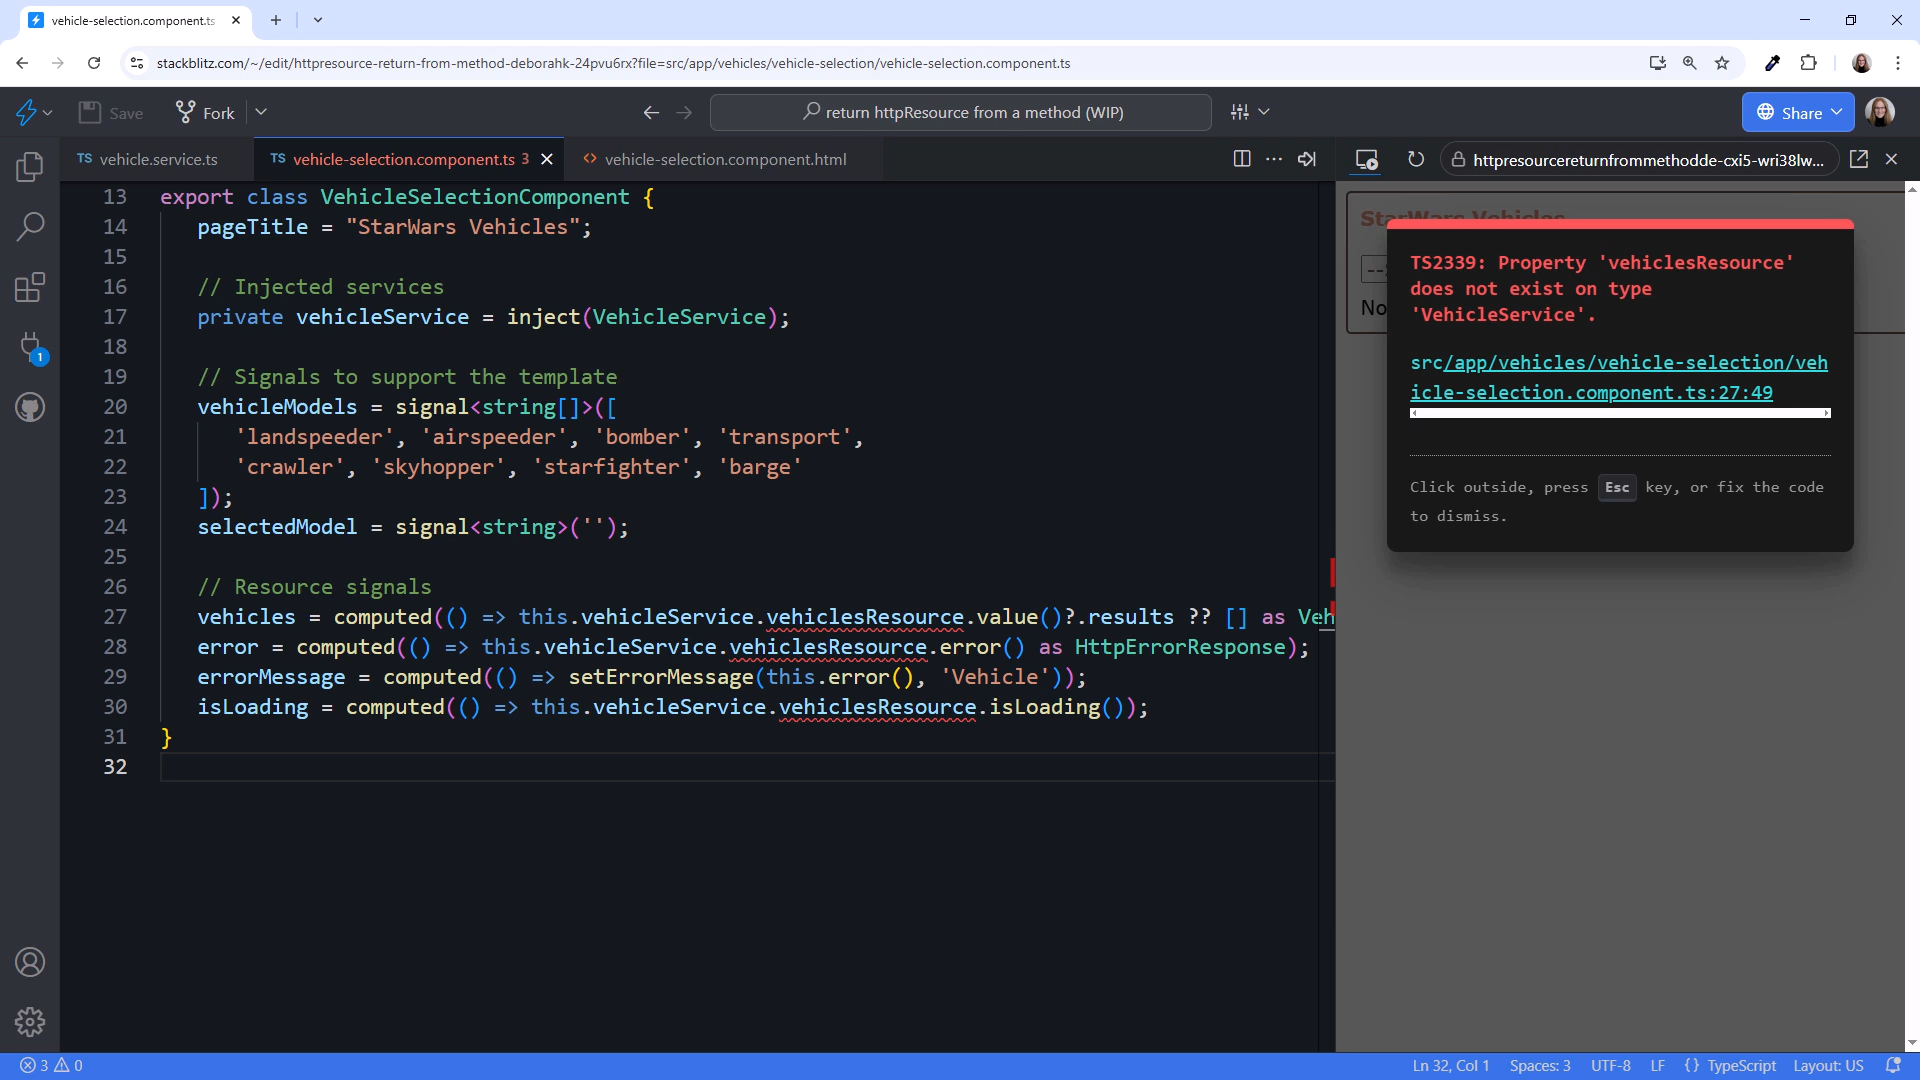 vehicle-selection.component.ts
stackblitz.com/~/edit/httpresource-return-from-method-deborahk-24pvu6rx?file=src/app/vehicles/vehicle-selection/vehicle-selection.component.ts
Save
Fork
return httpResource from a method (WIP)
Share
TS vehicle.service.ts
TS vehicle-selection.component.ts 3
<> vehicle-selection.component.html
httpresourcereturnfrommethodde-cxi5-wri38lw...
1
13 export class VehicleSelectionComponent {
14 pageTitle = "StarWars Vehicles";
15
16 // Injected services
17 private vehicleService = inject(VehicleService);
18
19 // Signals to support the template
20 vehicleModels = signal<string[]>([
21 'landspeeder', 'airspeeder', 'bomber', 'transport',
22 'crawler', 'skyhopper', 'starfighter', 'barge'
23 ]);
24 selectedModel = signal<string>('');
25
26 // Resource signals
27 vehicles = computed(() => this.vehicleService.vehiclesResource.value()?.results ?? [] as Veh
28 error = computed(() => this.vehicleService.vehiclesResource.error() as HttpErrorResponse);
29 errorMessage = computed(() => setErrorMessage(this.error(), 'Vehicle'));
30 isLoading = computed(() => this.vehicleService.vehiclesResource.isLoading());
31 }
32
StarWars Vehicles
--
No
TS2339: Property 'vehiclesResource'
does not exist on type
'VehicleService'.
src/app/vehicles/vehicle-selection/veh
icle-selection.component.ts:27:49
Click outside, press Esc key, or fix the code
to dismiss.
3 0
Ln 32, Col 1
Spaces: 3
UTF-8
LF
{} TypeScript
Layout: US